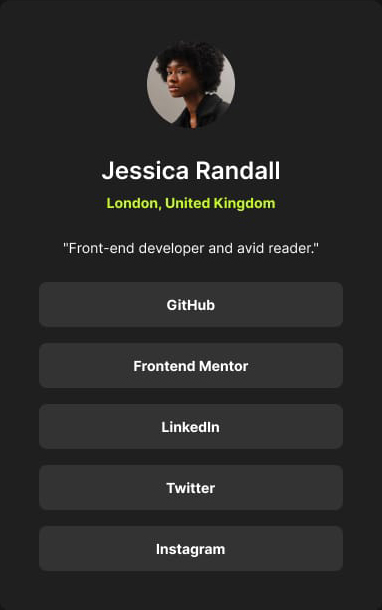 Jessica Randall
London, United Kingdom
"Front-end developer and avid reader."
GitHub
Frontend Mentor
LinkedIn
Twitter
Instagram